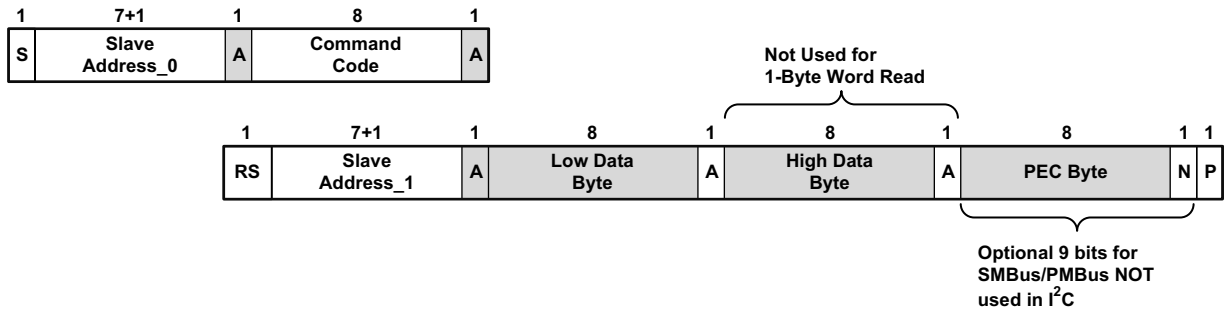 1 7+1 1 8 1
S Slave Address_0 A Command Code A
Not Used for
1-Byte Word Read
1 7+1 1 8 1 8 1 8 1 1
RS Slave Address_1 A Low Data Byte A High Data Byte A PEC Byte N P
Optional 9 bits for
SMBus/PMBus NOT
used in I²C